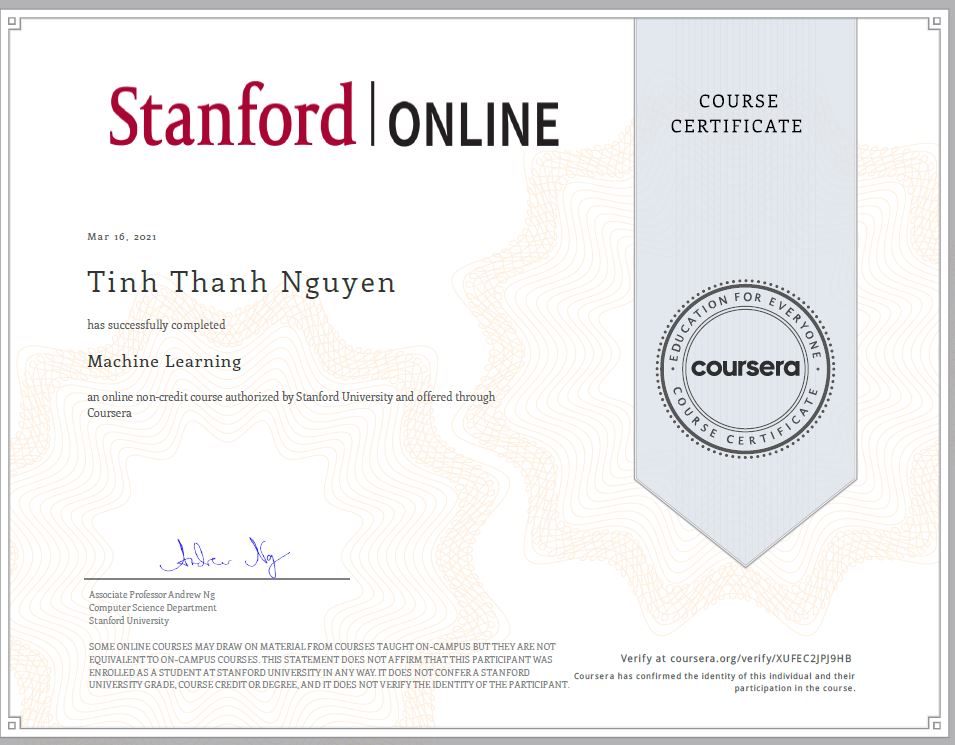 Stanford | ONLINE
COURSE
CERTIFICATE
Mar 16, 2021
Tinh Thanh Nguyen
has successfully completed
Machine Learning
an online non-credit course authorized by Stanford University and offered through
Coursera
EDUCATION FOR EVERYONE
coursera
COURSE CERTIFICATE
Andrew Ng
Associate Professor Andrew Ng
Computer Science Department
Stanford University
SOME ONLINE COURSES MAY DRAW ON MATERIAL FROM COURSES TAUGHT ON-CAMPUS BUT THEY ARE NOT
EQUIVALENT TO ON-CAMPUS COURSES. THIS STATEMENT DOES NOT AFFIRM THAT THIS PARTICIPANT WAS
ENROLLED AS A STUDENT AT STANFORD UNIVERSITY IN ANY WAY. IT DOES NOT CONFER A STANFORD
UNIVERSITY GRADE, COURSE CREDIT OR DEGREE, AND IT DOES NOT VERIFY THE IDENTITY OF THE PARTICIPANT.
Verify at coursera.org/verify/XUFEC2JPJ9HB
Coursera has confirmed the identity of this individual and their
participation in the course.